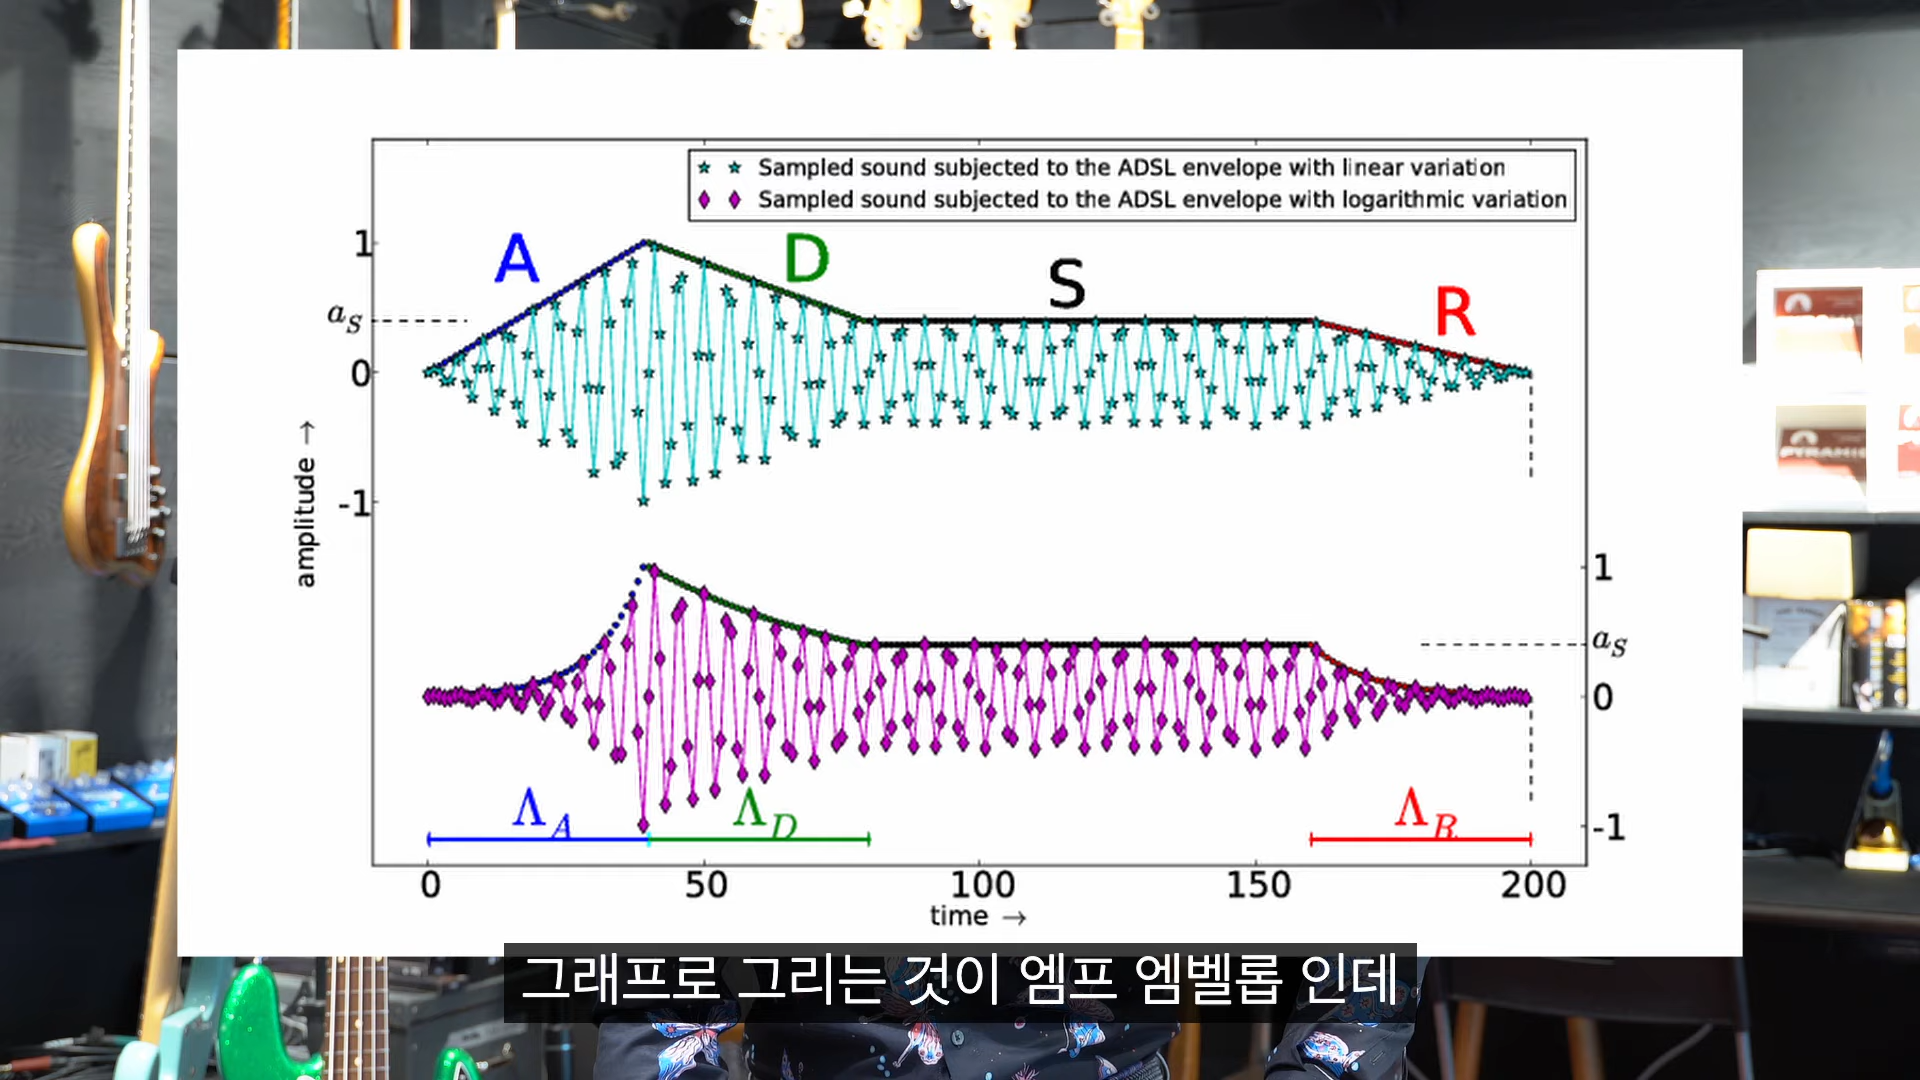 Sampled sound subjected to the ADSL envelope with linear variation
Sampled sound subjected to the ADSL envelope with logarithmic variation
A
D
S
R
1
a_S
0
-1
amplitude →
1
a_S
0
-1
Λ_A
Λ_D
Λ_R
0
50
100
150
200
time →
그래프로 그리는 것이 엠프 엠벨롭 인데